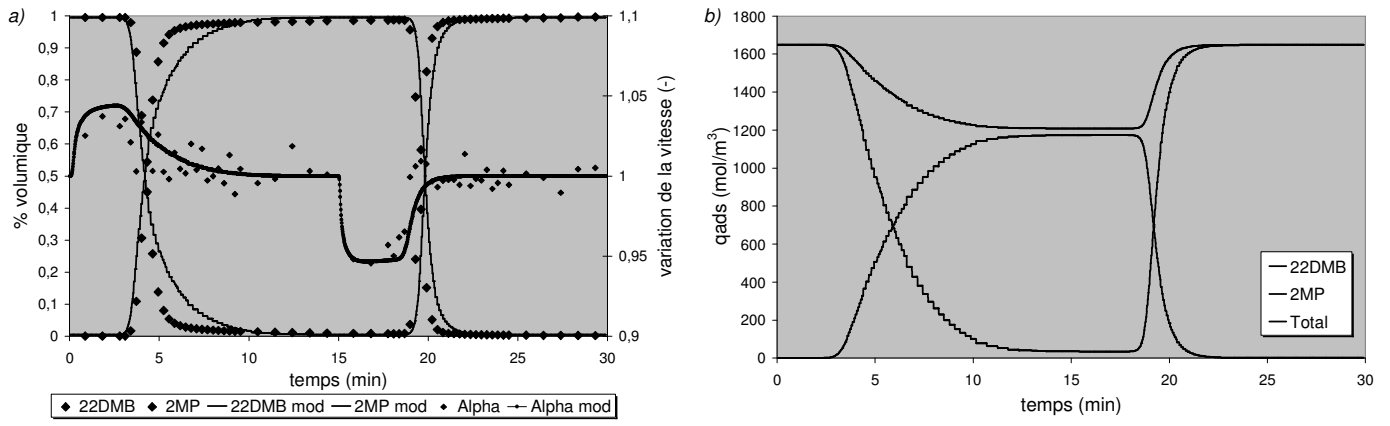 a)
% volumique
1
0,9
0,8
0,7
0,6
0,5
0,4
0,3
0,2
0,1
0
1,1
1,05
1
0,95
0,9
variation de la vitesse (-)
0 5 10 15 20 25 30
temps (min)
22DMB 2MP 22DMB mod 2MP mod Alpha Alpha mod
b)
qads (mol/m³)
1800
1600
1400
1200
1000
800
600
400
200
0
22DMB
2MP
Total
0 5 10 15 20 25 30
temps (min)